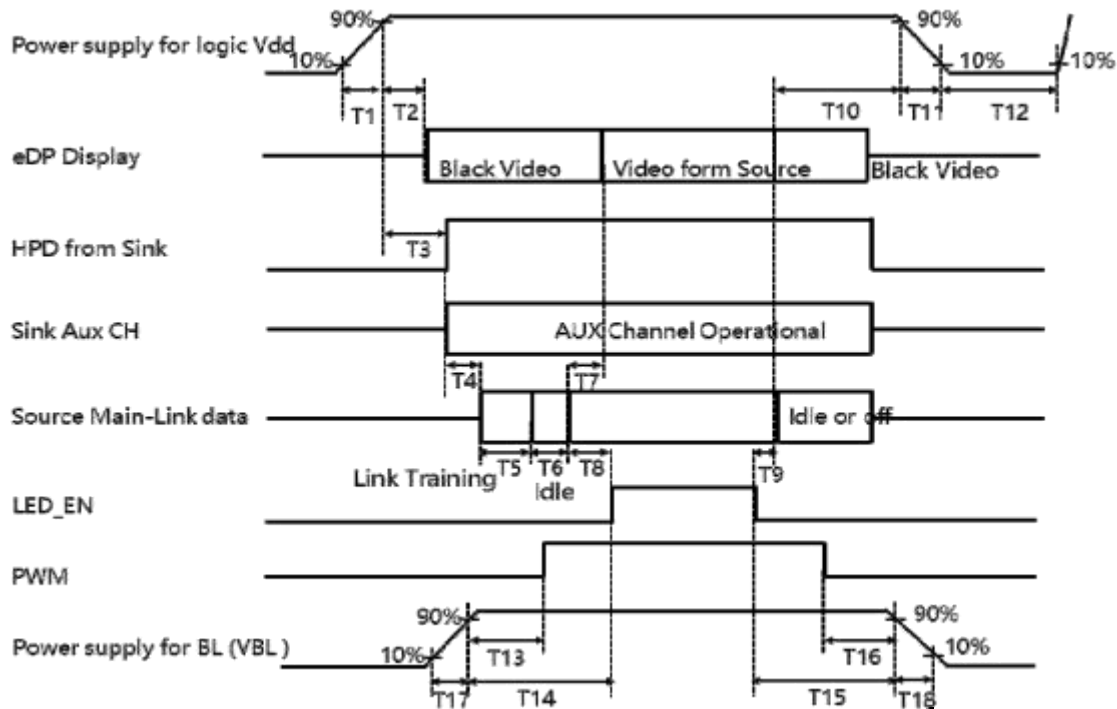 90%
90%
Power supply for logic Vdd
10%
10%
10%
T1
T2
T10
T11
T12
eDP Display
Black Video
Video form Source
Black Video
HPD from Sink
T3
Sink Aux CH
AUX Channel Operational
T4
T7
Source Main-Link data
Idle or off
Link Training
T5
T6
T8
T9
Idle
LED_EN
PWM
90%
90%
Power supply for BL (VBL )
10%
10%
T13
T16
T17
T14
T15
T18